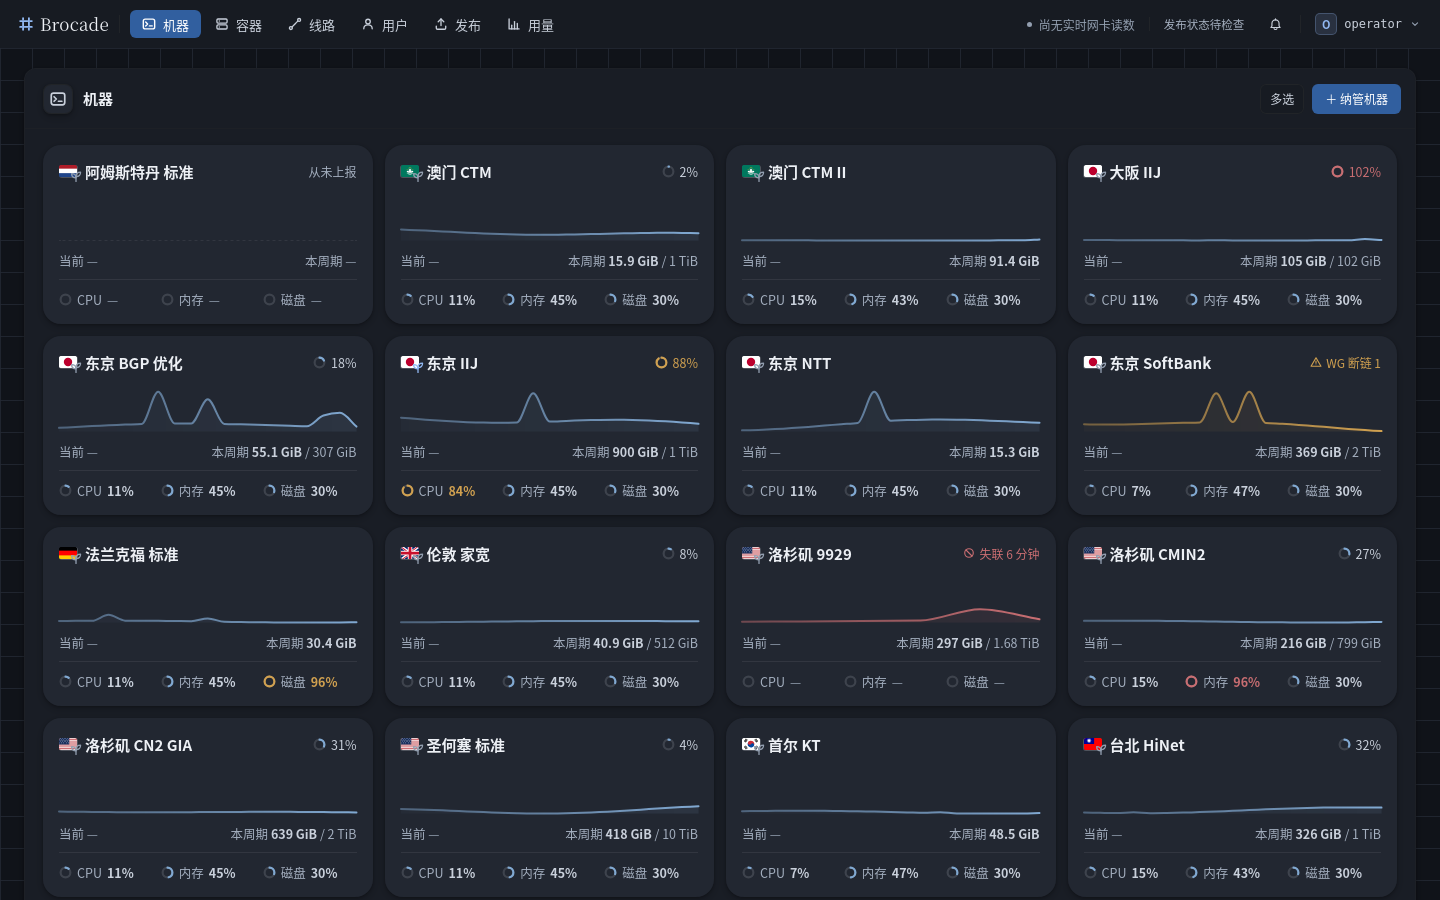 Brocade 机器 容器 线路 用户 发布 用量 尚无实时网卡读数 发布状态待检查 O operator
机器 多选 + 纳管机器
阿姆斯特丹 标准 从未上报
当前 — 本周期 —
CPU — 内存 — 磁盘 —
澳门 CTM 2%
当前 — 本周期 15.9 GiB / 1 TiB
CPU 11% 内存 45% 磁盘 30%
澳门 CTM II
当前 — 本周期 91.4 GiB
CPU 15% 内存 43% 磁盘 30%
大阪 IIJ 102%
当前 — 本周期 105 GiB / 102 GiB
CPU 11% 内存 45% 磁盘 30%
东京 BGP 优化 18%
当前 — 本周期 55.1 GiB / 307 GiB
CPU 11% 内存 45% 磁盘 30%
东京 IIJ 88%
当前 — 本周期 900 GiB / 1 TiB
CPU 84% 内存 45% 磁盘 30%
东京 NTT
当前 — 本周期 15.3 GiB
CPU 11% 内存 45% 磁盘 30%
东京 SoftBank WG 断链 1
当前 — 本周期 369 GiB / 2 TiB
CPU 7% 内存 47% 磁盘 30%
法兰克福 标准
当前 — 本周期 30.4 GiB
CPU 11% 内存 45% 磁盘 96%
伦敦 家宽 8%
当前 — 本周期 40.9 GiB / 512 GiB
CPU 11% 内存 45% 磁盘 30%
洛杉矶 9929 失联 6 分钟
当前 — 本周期 297 GiB / 1.68 TiB
CPU — 内存 — 磁盘 —
洛杉矶 CMIN2 27%
当前 — 本周期 216 GiB / 799 GiB
CPU 15% 内存 96% 磁盘 30%
洛杉矶 CN2 GIA 31%
当前 — 本周期 639 GiB / 2 TiB
CPU 11% 内存 45% 磁盘 30%
圣何塞 标准 4%
当前 — 本周期 418 GiB / 10 TiB
CPU 11% 内存 45% 磁盘 30%
首尔 KT
当前 — 本周期 48.5 GiB
CPU 7% 内存 47% 磁盘 30%
台北 HiNet 32%
当前 — 本周期 326 GiB / 1 TiB
CPU 15% 内存 43% 磁盘 30%